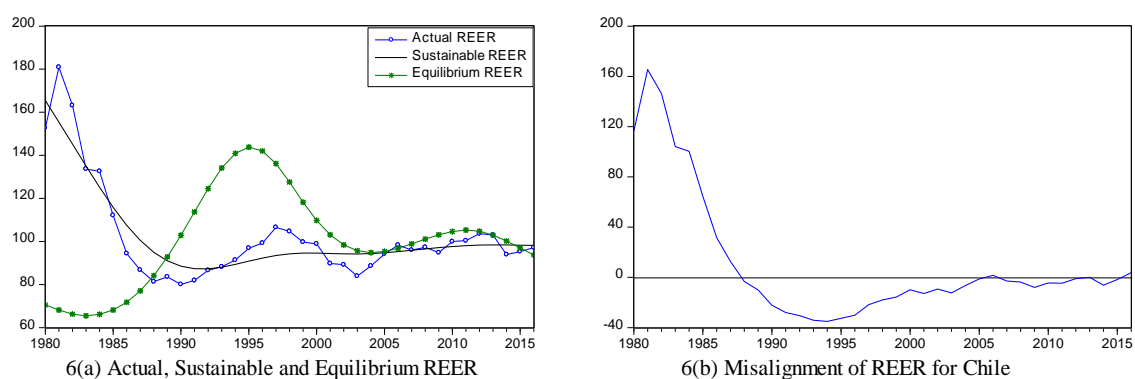 200
180
160
140
120
100
80
60
1980 1985 1990 1995 2000 2005 2010 2015
Actual REER
Sustainable REER
Equilibrium REER
6(a) Actual, Sustainable and Equilibrium REER
200
160
120
80
40
0
-40
1980 1985 1990 1995 2000 2005 2010 2015
6(b) Misalignment of REER for Chile